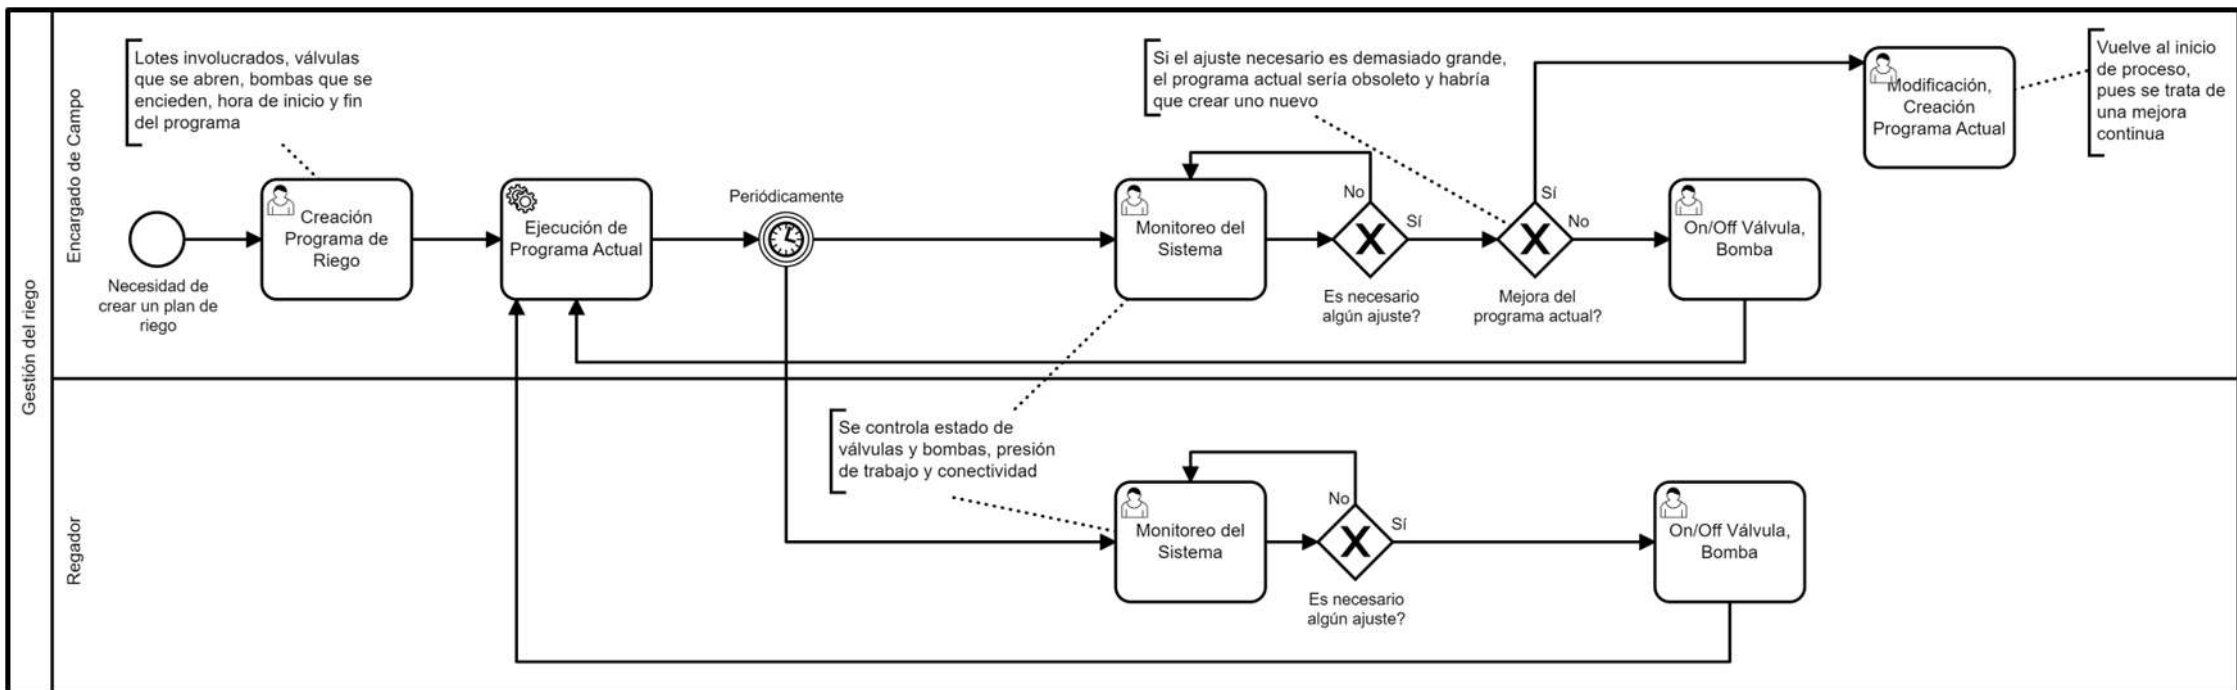 Gestión del riego
Encargado de Campo
Lotes involucrados, válvulas
que se abren, bombas que se
encieden, hora de inicio y fin
del programa
Necesidad de
crear un plan de
riego
Creación
Programa de
Riego
Ejecución de
Programa Actual
Periódicamente
Si el ajuste necesario es demasiado grande,
el programa actual sería obsoleto y habría
que crear uno nuevo
Monitoreo del
Sistema
No
Sí
Es necesario
algún ajuste?
Sí
No
Mejora del
programa actual?
On/Off Válvula,
Bomba
Modificación,
Creación
Programa Actual
Vuelve al inicio
de proceso,
pues se trata de
una mejora
continua
Regador
Se controla estado de
válvulas y bombas, presión
de trabajo y conectividad
Monitoreo del
Sistema
No
Sí
Es necesario
algún ajuste?
On/Off Válvula,
Bomba